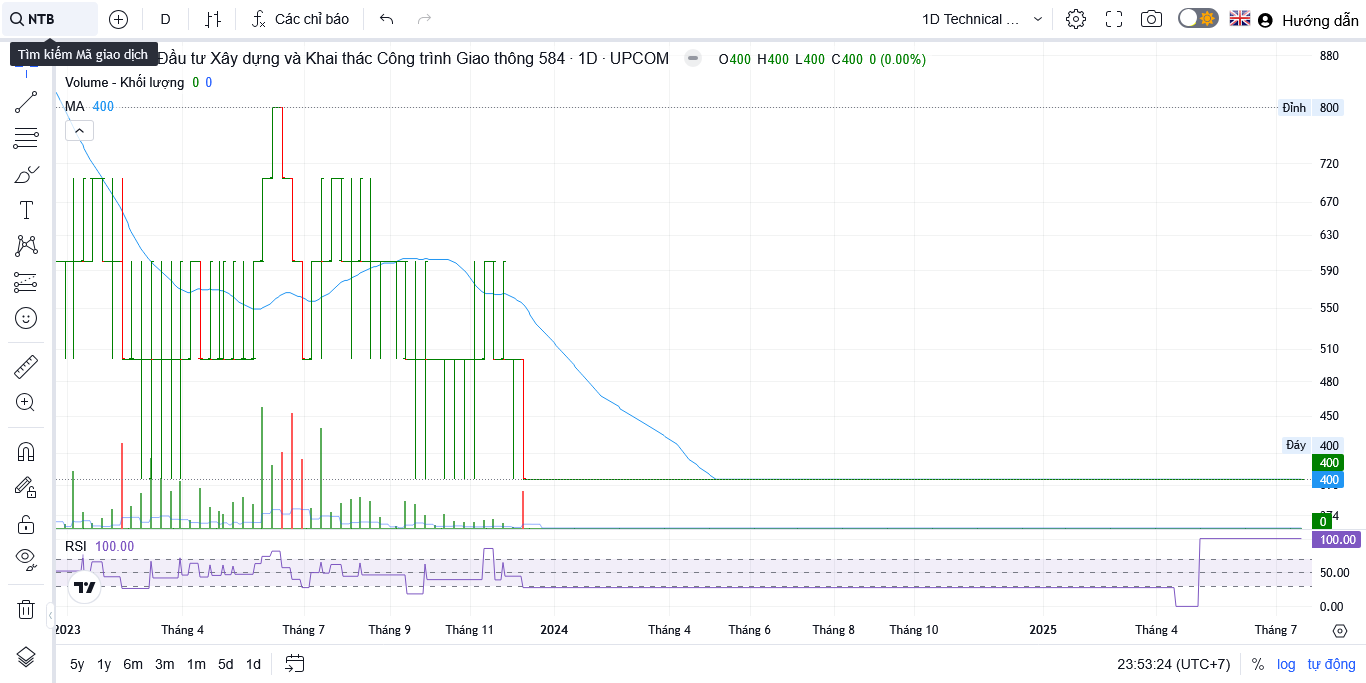 NTB
D
Các chỉ báo
1D Technical ...
Hướng dẫn
Tìm kiếm Mã giao dịch
Đầu tư Xây dựng và Khai thác Công trình Giao thông 584 · 1D · UPCOM
O400 H400 L400 C400 0 (0.00%)
Volume - Khối lượng 0 0
MA 400
880
Đỉnh 800
720
670
630
590
550
510
480
450
Đáy 400
400
400
0
RSI 100.00
100.00
50.00
0.00
2023 Tháng 4 Tháng 7 Tháng 9 Tháng 11 2024 Tháng 4 Tháng 6 Tháng 8 Tháng 10 2025 Tháng 4 Tháng 7
5y 1y 6m 3m 1m 5d 1d
23:53:24 (UTC+7) % log tự động